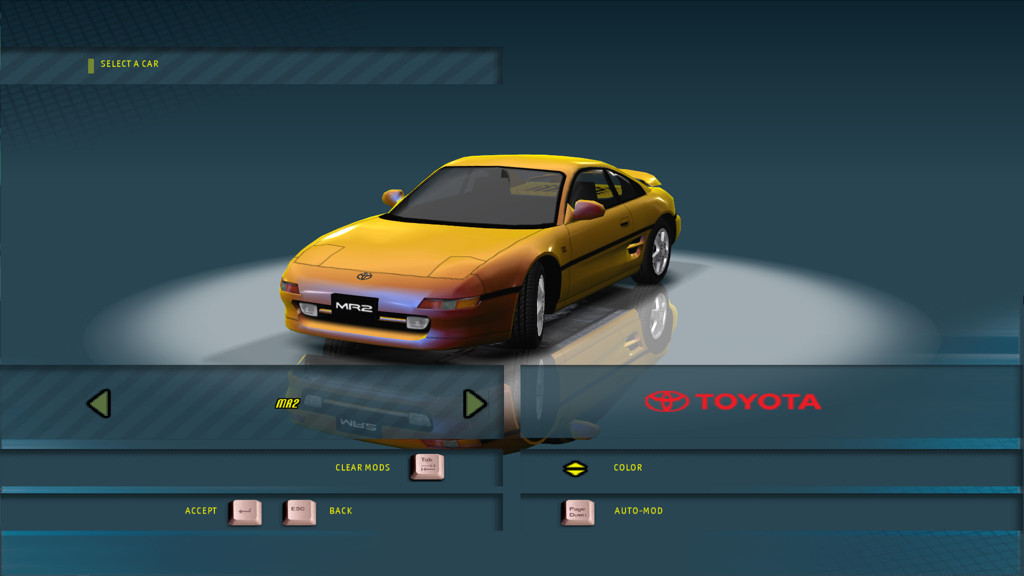 SELECT A CAR
MR2
MR2
TOYOTA
CLEAR MODS
Tab
COLOR
ACCEPT
ESC
BACK
Page
Down
AUTO-MOD